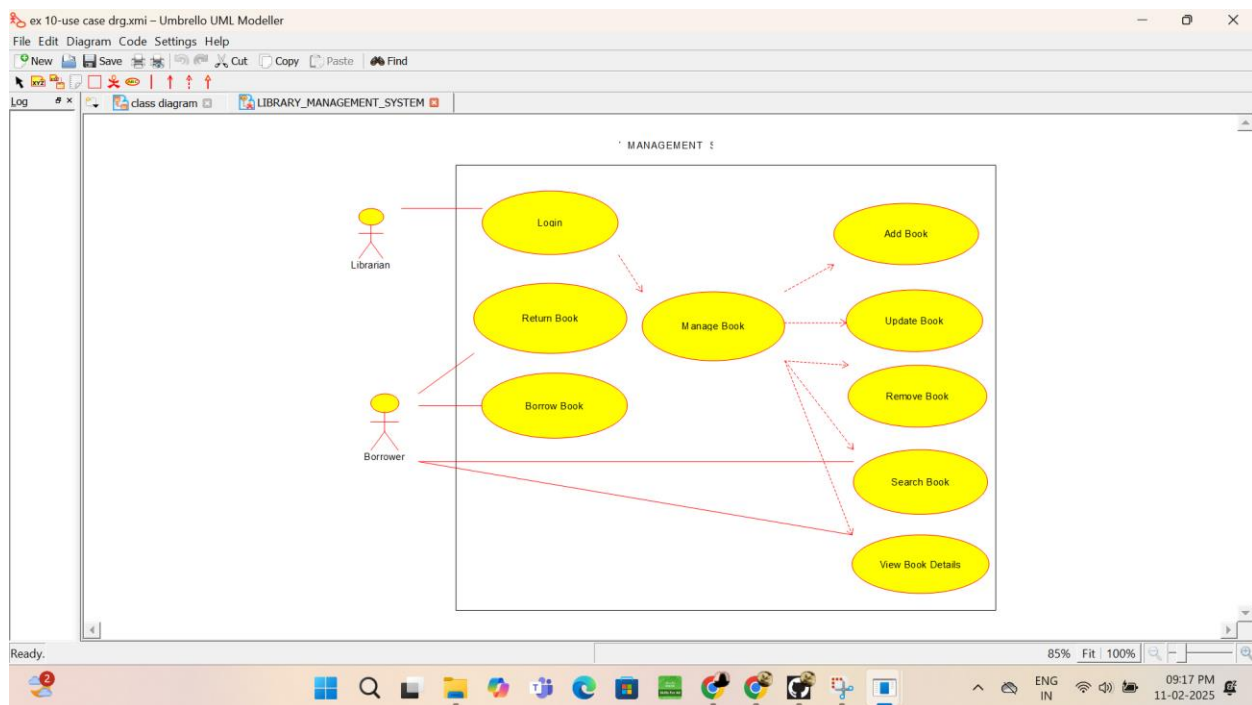 ex 10-use case drg.xmi – Umbrello UML Modeller
File Edit Diagram Code Settings Help
New Save Cut Copy Paste Find
Log class diagram LIBRARY_MANAGEMENT_SYSTEM
MANAGEMENT
Login
Add Book
Librarian
Return Book
Manage Book
Update Book
Borrow Book
Remove Book
Borrower
Search Book
View Book Details
Ready.
85% Fit 100%
2
ENG
IN
09:17 PM
11-02-2025